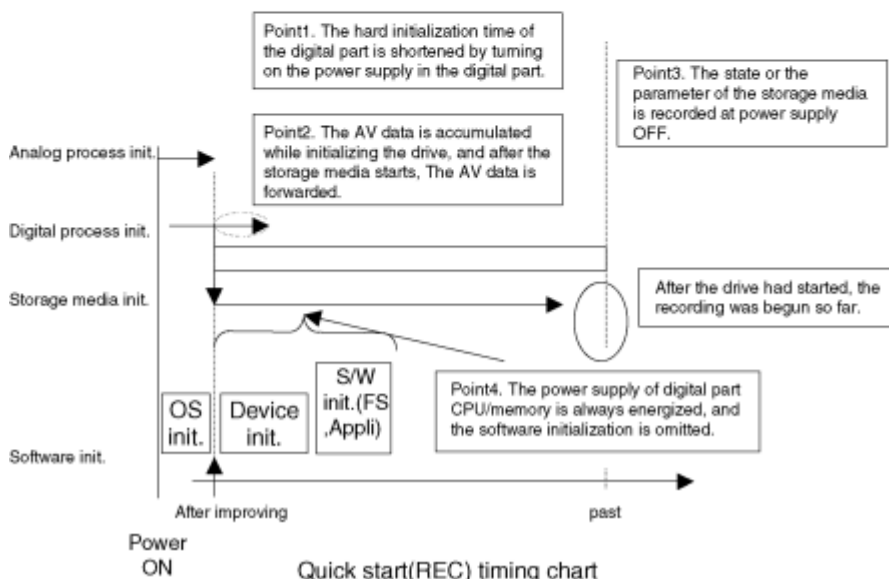 Point1. The hard initialization time of
the digital part is shortened by turning
on the power supply in the digital part.
Point3. The state or the
parameter of the storage media
is recorded at power supply
OFF.
Point2. The AV data is accumulated
while initializing the drive, and after the
storage media starts, The AV data is
forwarded.
Analog process init.
Digital process init.
Storage media init.
After the drive had started, the
recording was begun so far.
OS
init.
Device
init.
S/W
init.(FS
,Appli)
Point4. The power supply of digital part
CPU/memory is always energized, and
the software initialization is omitted.
Software init.
After improving
past
Power
ON
Quick start(REC) timing chart